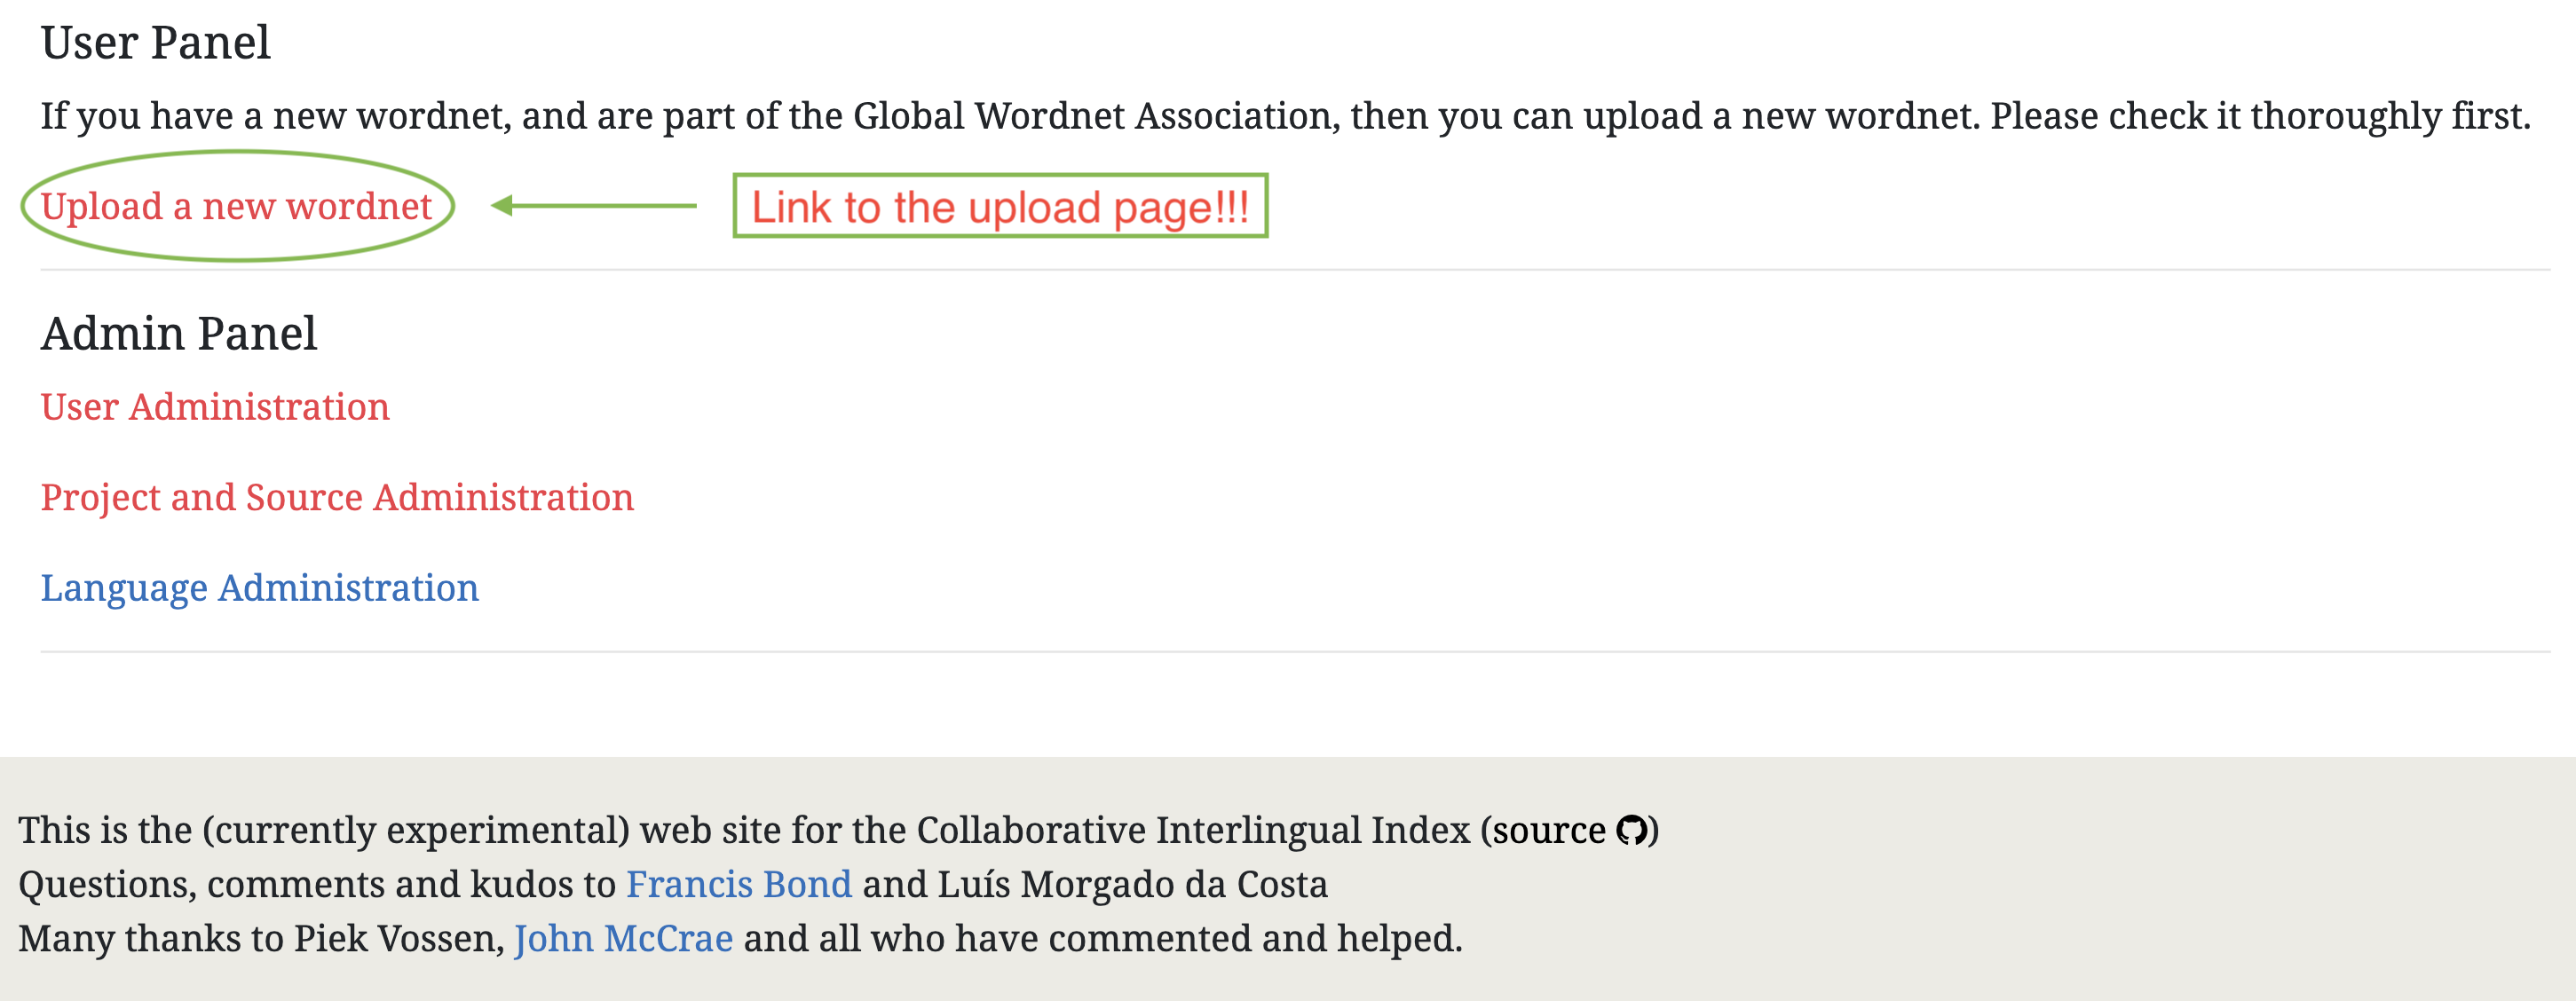 User Panel
If you have a new wordnet, and are part of the Global Wordnet Association, then you can upload a new wordnet. Please check it thoroughly first.
Upload a new wordnet
Link to the upload page!!!
Admin Panel
User Administration
Project and Source Administration
Language Administration
This is the (currently experimental) web site for the Collaborative Interlingual Index (source )
Questions, comments and kudos to Francis Bond and Luís Morgado da Costa
Many thanks to Piek Vossen, John McCrae and all who have commented and helped.